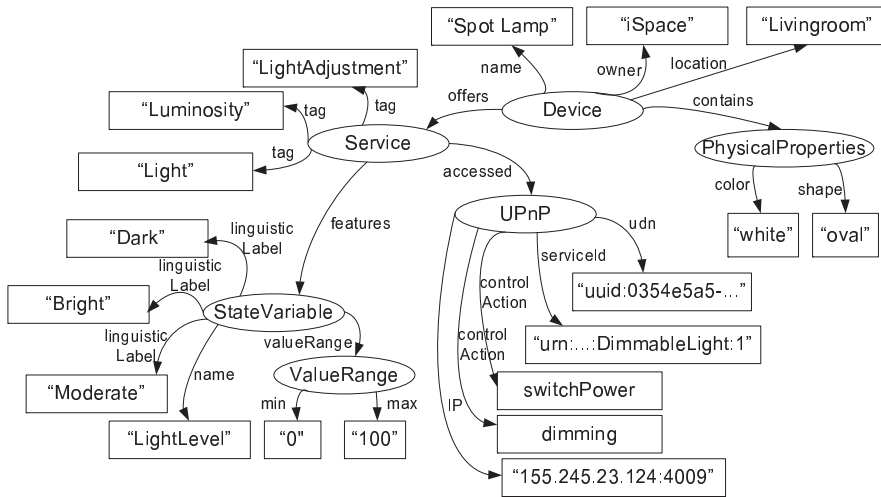 “Spot Lamp”
“iSpace”
“Livingroom”
“LightAdjustment”
name
owner
location
“Luminosity”
tag
tag
offers
Device
contains
Service
PhysicalProperties
“Light”
tag
accessed
color
shape
features
UPnP
udn
“white”
“oval”
“Dark”
linguistic
Label
linguistic
Label
serviceId
control
Action
“uuid:0354e5a5-...”
“Bright”
StateVariable
linguistic
Label
valueRange
control
Action
“urn:...:DimmableLight:1”
name
ValueRange
“Moderate”
switchPower
min
max
IP
“LightLevel”
“0”
“100”
dimming
“155.245.23.124:4009”